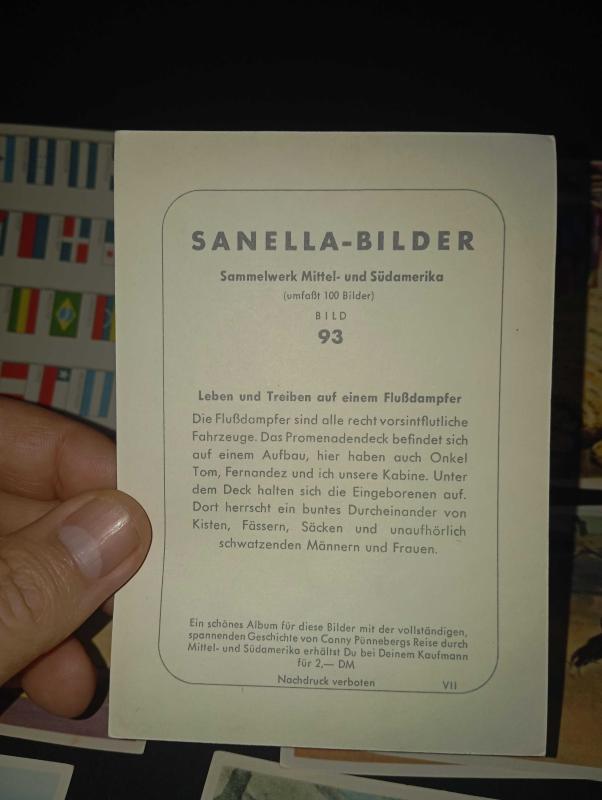 SANELLA-BILDER
Sammelwerk Mittel- und Südamerika
(umfaßt 100 Bilder)
BILD
93
Leben und Treiben auf einem Flußdampfer
Die Flußdampfer sind alle recht vorsintflutliche
Fahrzeuge. Das Promenadendeck befindet sich
auf einem Aufbau, hier haben auch Onkel
Tom, Fernandez und ich unsere Kabine. Unter
dem Deck halten sich die Eingeborenen auf.
Dort herrscht ein buntes Durcheinander von
Kisten, Fässern, Säcken und unaufhörlich
schwatzenden Männern und Frauen.
Ein schönes Album für diese Bilder mit der vollständigen,
spannenden Geschichte von Conny Pünnebergs Reise durch
Mittel- und Südamerika erhältst Du bei Deinem Kaufmann
für 2,— DM
Nachdruck verboten VII